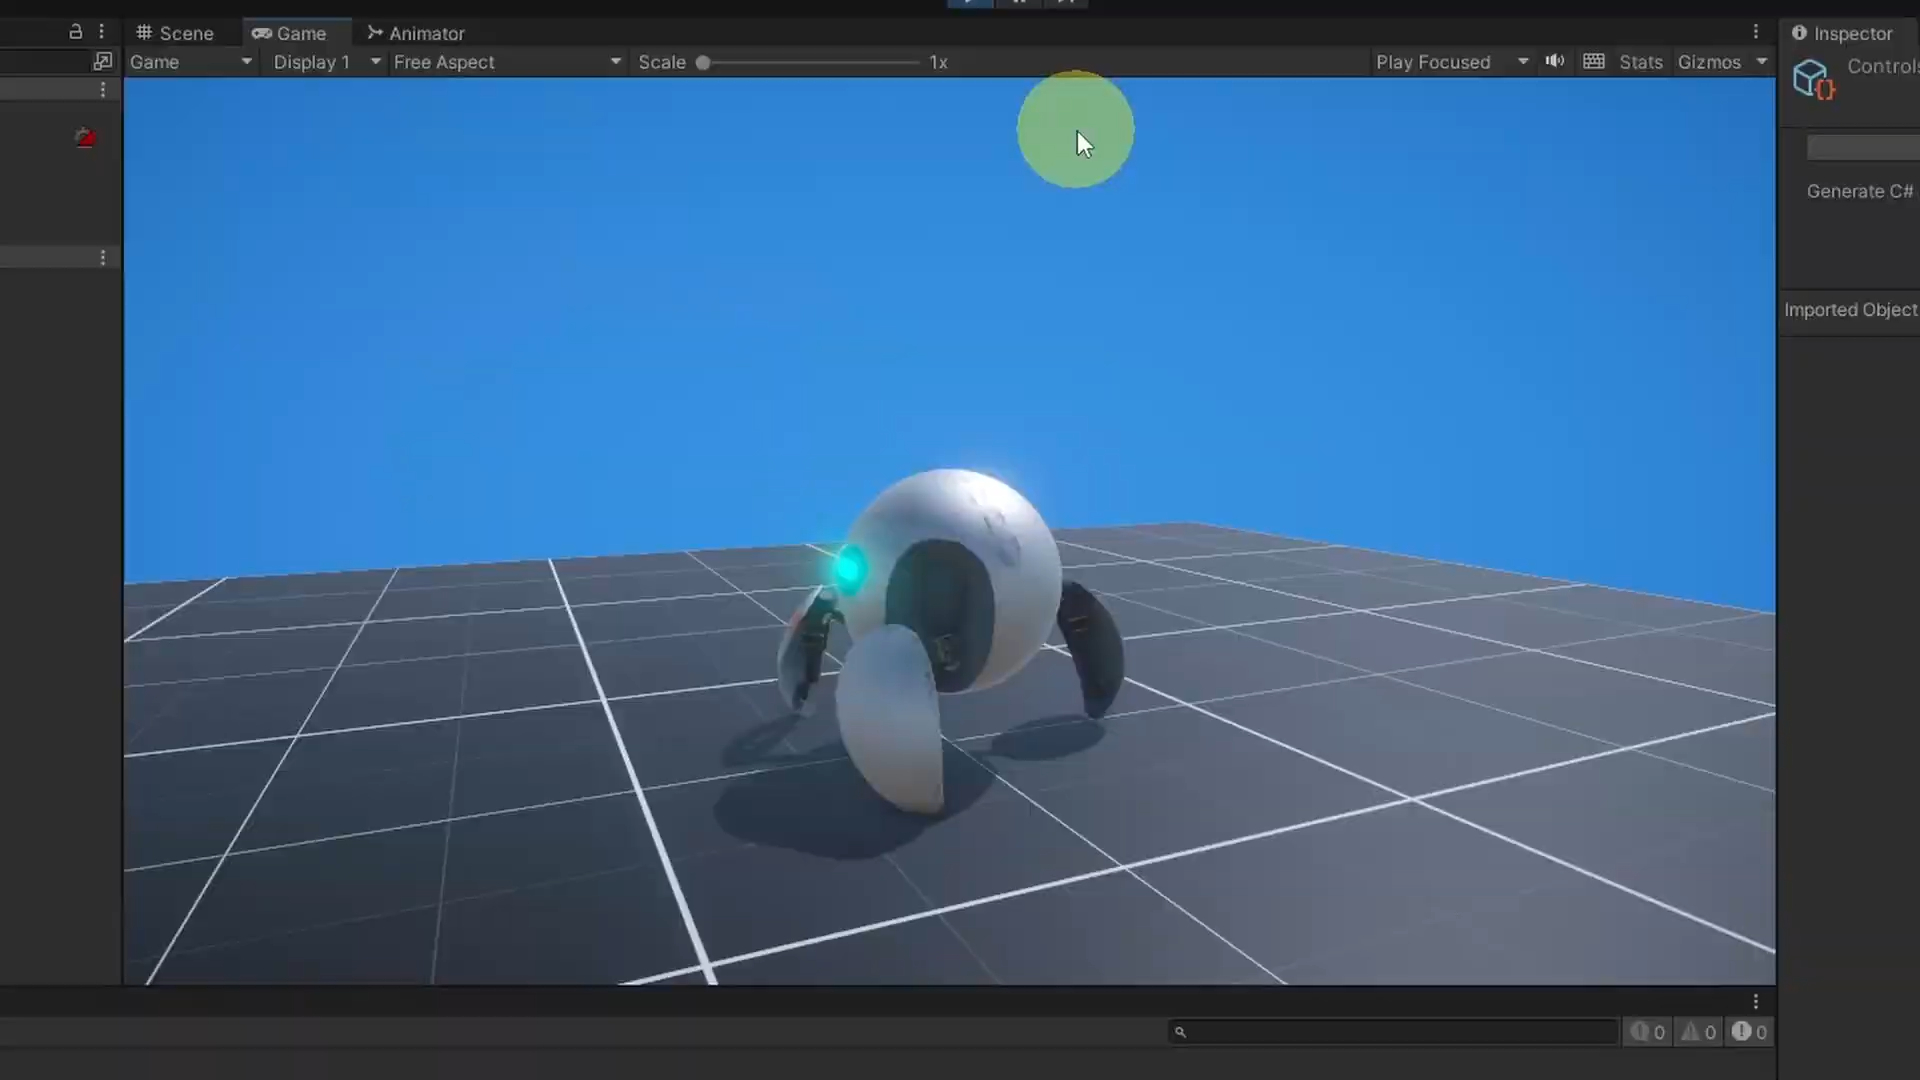 Scene
Game
Animator
Inspector
Game
Display 1
Free Aspect
Scale
1x
Play Focused
Stats
Gizmos
Generate C#
Imported Object
0
0
0